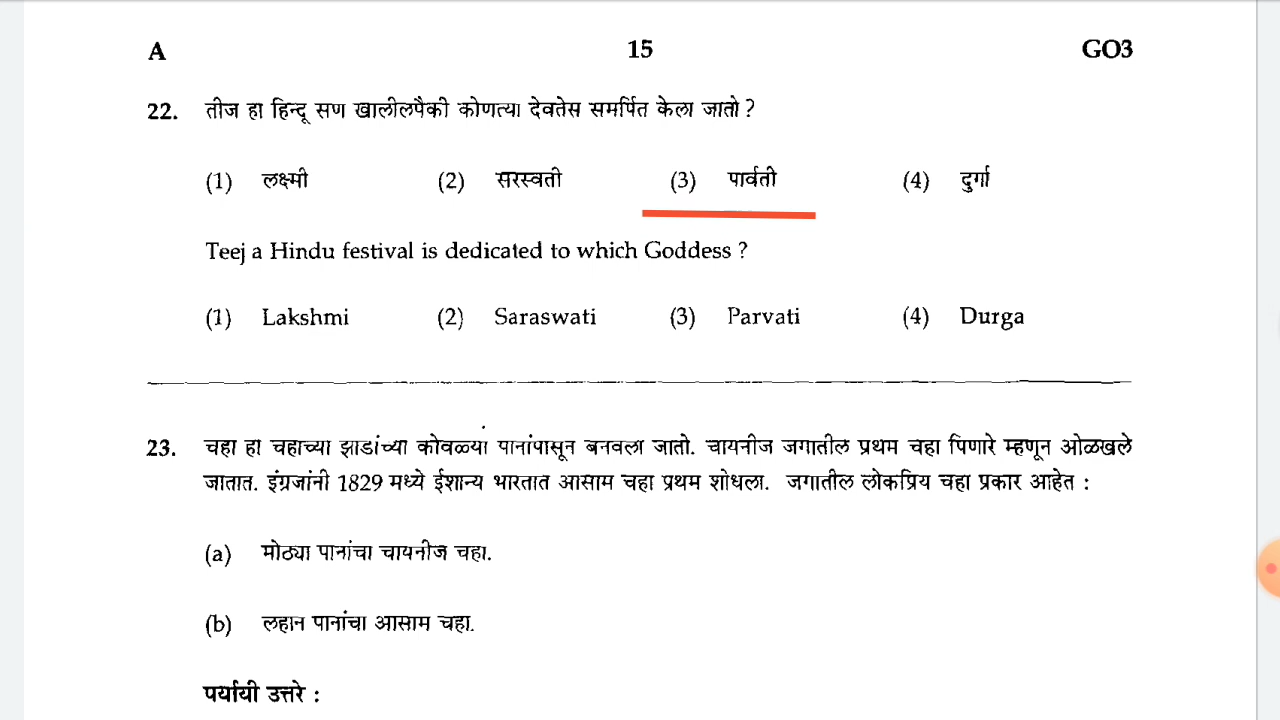 A 15 GO3
22. तीज हा हिन्दू सण खालीलपैकी कोणत्या देवतेस समर्पित केला जातो ?
(1) लक्ष्मी (2) सरस्वती (3) पार्वती (4) दुर्गा
Teej a Hindu festival is dedicated to which Goddess ?
(1) Lakshmi (2) Saraswati (3) Parvati (4) Durga
23. चहा हा चहाच्या झाडांच्या कोवळ्या पानांपासून बनवला जातो. चायनीज जगातील प्रथम चहा पिणारे म्हणून ओळखले
जातात. इंग्रजांनी 1829 मध्ये ईशान्य भारतात आसाम चहा प्रथम शोधला. जगातील लोकप्रिय चहा प्रकार आहेत :
(a) मोठ्या पानांचा चायनीज चहा.
(b) लहान पानांचा आसाम चहा.
पर्यायी उत्तरे :